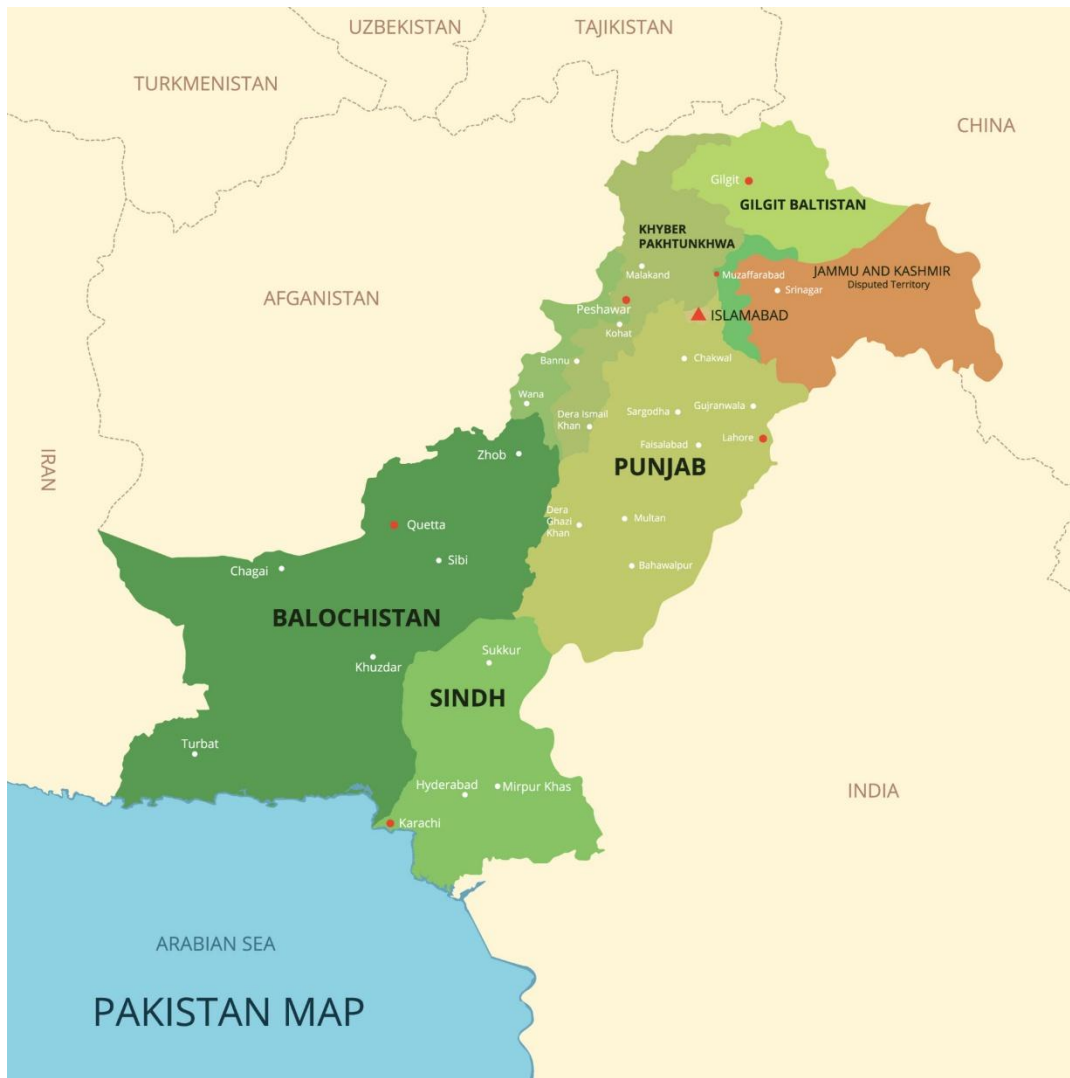 UZBEKISTAN
TAJIKISTAN
TURKMENISTAN
CHINA
Gilgit
GILGIT BALTISTAN
KHYBER
PAKHTUNKHWA
Malakand
Muzaffarabad
JAMMU AND KASHMIR
Disputed Territory
Srinagar
AFGANISTAN
Peshawar
ISLAMABAD
Kohat
Bannu
Chakwal
Wana
Dera Ismail
Khan
Sargodha
Gujranwala
Lahore
Faisalabad
Zhob
PUNJAB
IRAN
Quetta
Dera
Ghazi
Khan
Multan
Sibi
Chagai
Bahawalpur
BALOCHISTAN
Sukkur
Khuzdar
SINDH
Turbat
Hyderabad
Mirpur Khas
INDIA
Karachi
ARABIAN SEA
PAKISTAN MAP